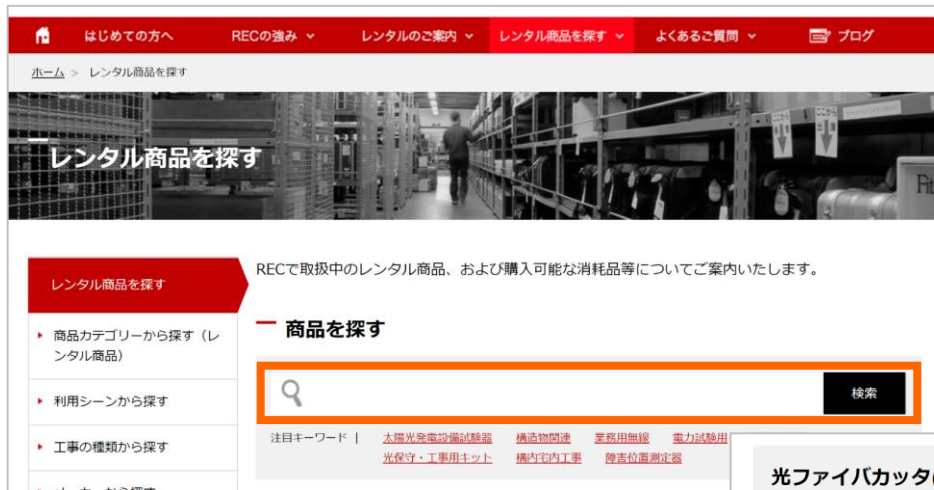 はじめての方へ RECの強み レンタルのご案内 レンタル商品を探す よくあるご質問 ブログ
ホーム > レンタル商品を探す
レンタル商品を探す
レンタル商品を探す
RECで取扱中のレンタル商品、および購入可能な消耗品等についてご案内いたします。
商品カテゴリーから探す（レ
ンタル商品）
利用シーンから探す
工事の種類から探す
商品を探す
検索
注目キーワード | 太陽光発電設備試験器 構造物関連 業務用無線 電力試験用
光保守・工事用キット 構内宅内工事 障害位置測定器
光ファイバカッタ